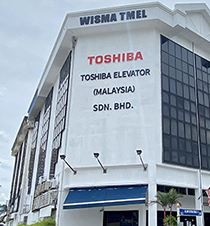 WISMA TMEL
TOSHIBA
TOSHIBA ELEVATOR
(MALAYSIA)
SDN. BHD.